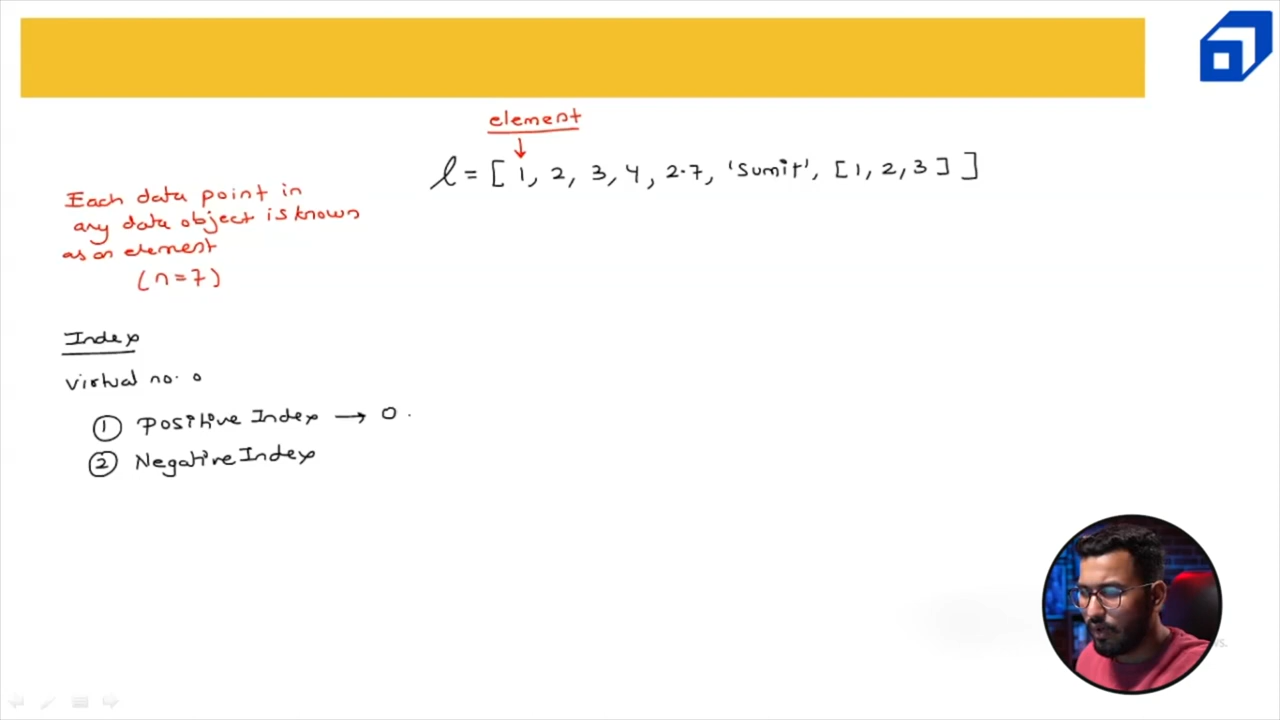 element
l = [ 1, 2, 3, 4, 2.7, 'Sumit', [1, 2, 3] ]
Each data point in
any data object is known
as an element
(n=7)
Index
virtual no. o
① Positive Index → 0.
② Negative Index